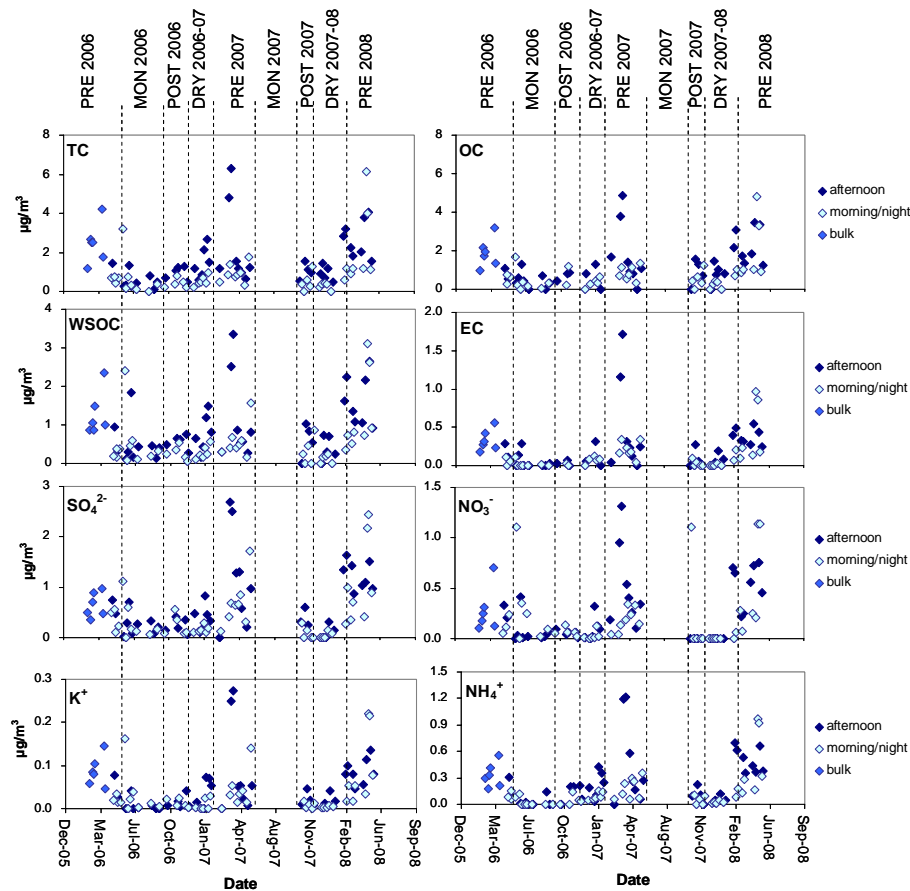 PRE 2006
MON 2006
POST 2006
DRY 2006-07
PRE 2007
MON 2007
POST 2007
DRY 2007-08
PRE 2008
PRE 2006
MON 2006
POST 2006
DRY 2006-07
PRE 2007
MON 2007
POST 2007
DRY 2007-08
PRE 2008
TC
µg/m³
8
6
4
2
0
OC
8
6
4
2
0
afternoon
morning/night
bulk
WSOC
µg/m³
4
3
2
1
0
EC
2.0
1.5
1.0
0.5
0.0
afternoon
morning/night
bulk
SO₄²⁻
µg/m³
3
2
1
0
NO₃⁻
1.5
1.0
0.5
0.0
afternoon
morning/night
bulk
K⁺
µg/m³
0.3
0.2
0.1
0.0
NH₄⁺
1.5
1.2
0.9
0.6
0.3
0.0
afternoon
morning/night
bulk
Dec-05
Mar-06
Jul-06
Oct-06
Jan-07
Apr-07
Aug-07
Nov-07
Feb-08
Jun-08
Sep-08
Date
Dec-05
Mar-06
Jul-06
Oct-06
Jan-07
Apr-07
Aug-07
Nov-07
Feb-08
Jun-08
Sep-08
Date